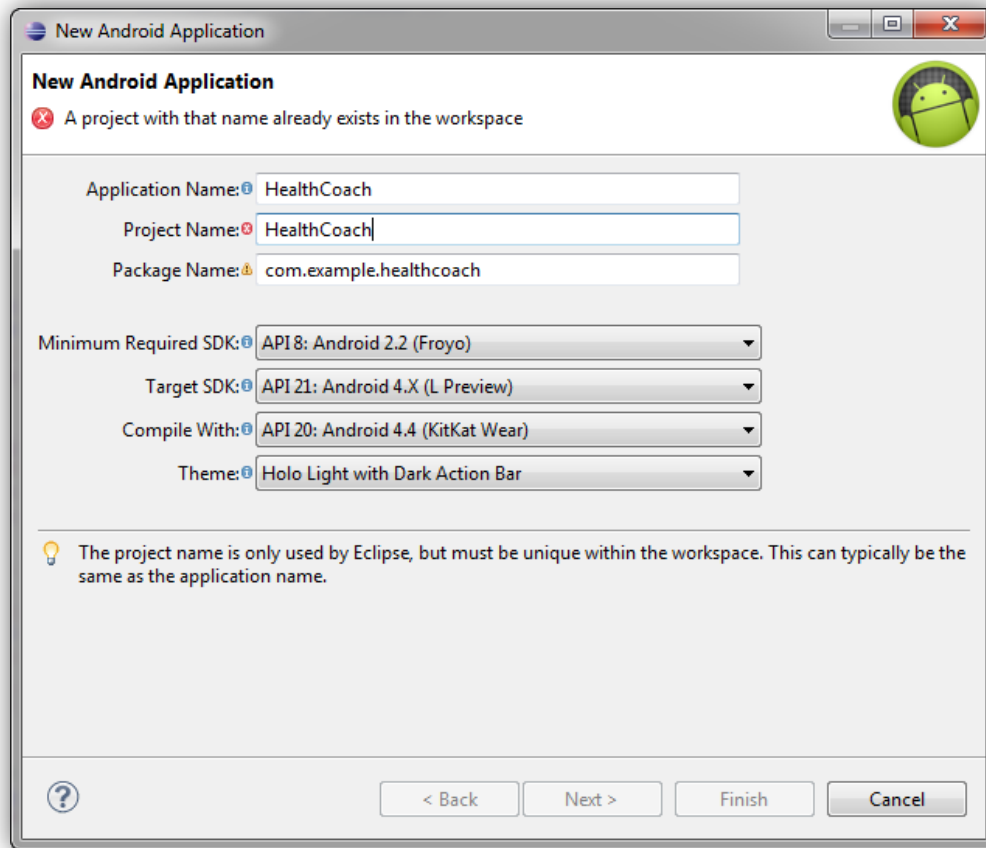 New Android Application
New Android Application
A project with that name already exists in the workspace
Application Name: HealthCoach
Project Name: HealthCoach
Package Name: com.example.healthcoach
Minimum Required SDK: API 8: Android 2.2 (Froyo)
Target SDK: API 21: Android 4.X (L Preview)
Compile With: API 20: Android 4.4 (KitKat Wear)
Theme: Holo Light with Dark Action Bar
The project name is only used by Eclipse, but must be unique within the workspace. This can typically be the
same as the application name.
? < Back Next > Finish Cancel